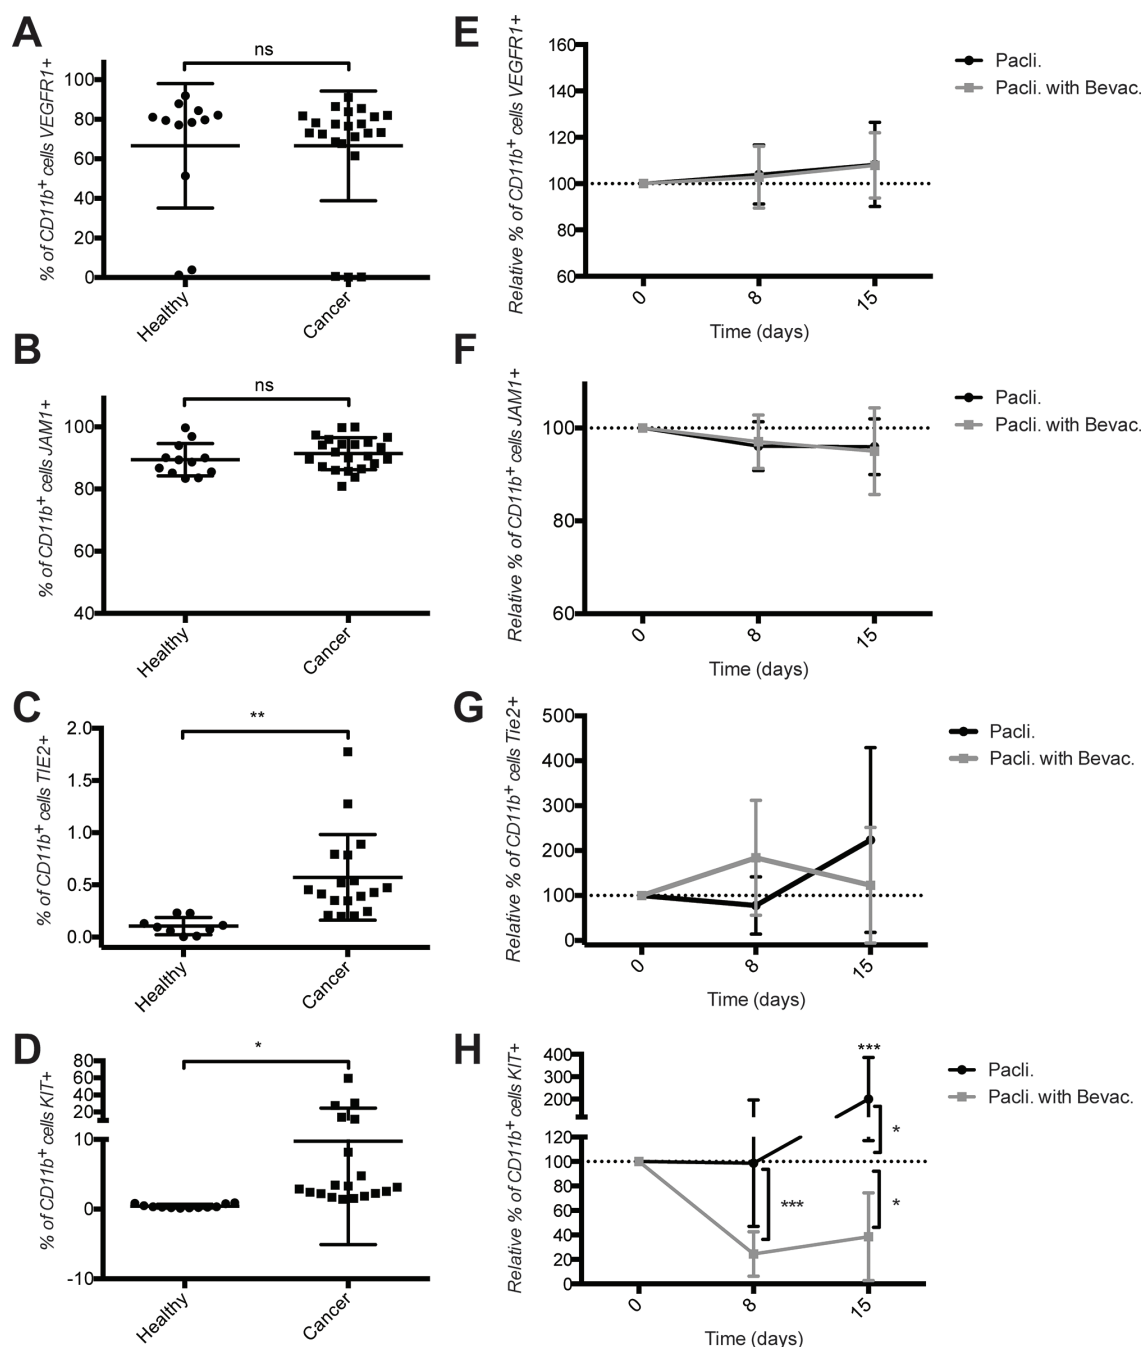 A
% of CD11b+ cells VEGFR1+
ns
100
80
60
40
20
0
Healthy
Cancer
E
Relative % of CD11b+ cells VEGFR1+
160
140
120
100
80
60
0
8
15
Time (days)
Pacli.
Pacli. with Bevac.
B
% of CD11b+ cells JAM1+
ns
100
80
60
40
Healthy
Cancer
F
Relative % of CD11b+ cells JAM1+
100
80
60
0
8
15
Time (days)
Pacli.
Pacli. with Bevac.
C
% of CD11b+ cells TIE2+
**
2.0
1.5
1.0
0.5
0.0
Healthy
Cancer
G
Relative % of CD11b+ cells Tie2+
500
400
300
200
100
0
0
8
15
Time (days)
Pacli.
Pacli. with Bevac.
D
% of CD11b+ cells KIT+
*
80
60
40
20
10
0
-10
Healthy
Cancer
H
Relative % of CD11b+ cells KIT+
400
300
200
120
100
80
60
40
20
0
***
*
***
*
0
8
15
Time (days)
Pacli.
Pacli. with Bevac.